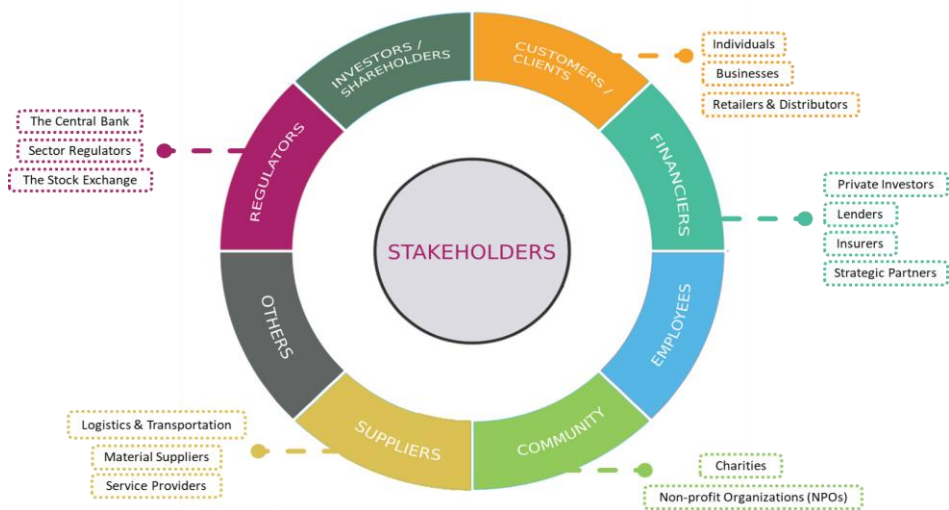 INVESTORS /
SHAREHOLDERS
CUSTOMERS /
CLIENTS
Individuals
Businesses
Retailers & Distributors
The Central Bank
Sector Regulators
The Stock Exchange
REGULATORS
FINANCIERS
Private Investors
Lenders
Insurers
Strategic Partners
STAKEHOLDERS
OTHERS
EMPLOYEES
SUPPLIERS
COMMUNITY
Logistics & Transportation
Material Suppliers
Service Providers
Charities
Non-profit Organizations (NPOs)